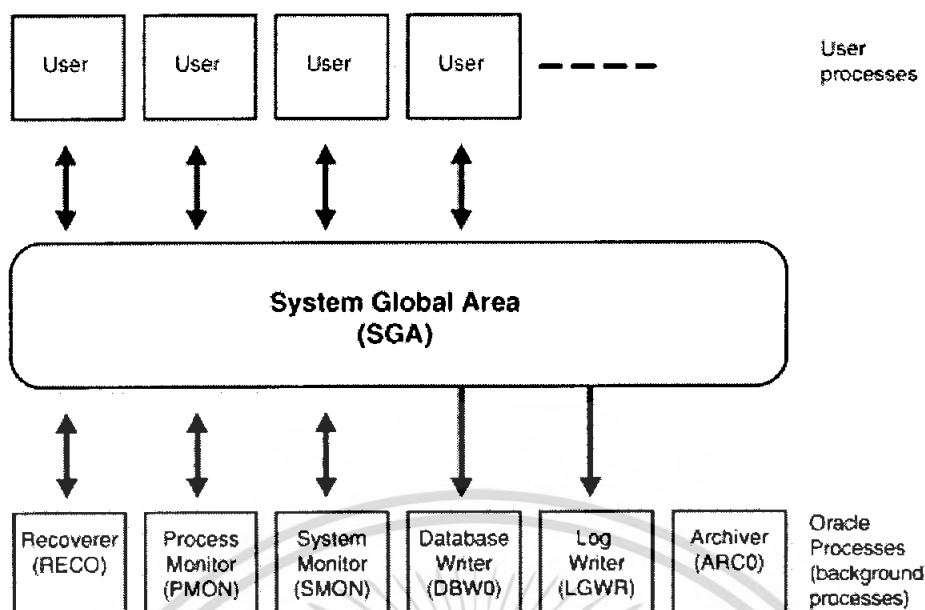 User
User
User
User
User
processes
System Global Area
(SGA)
Recoverer
(RECO)
Process
Monitor
(PMON)
System
Monitor
(SMON)
Database
Writer
(DBW0)
Log
Writer
(LGWR)
Archiver
(ARC0)
Oracle
Processes
(background
processes)